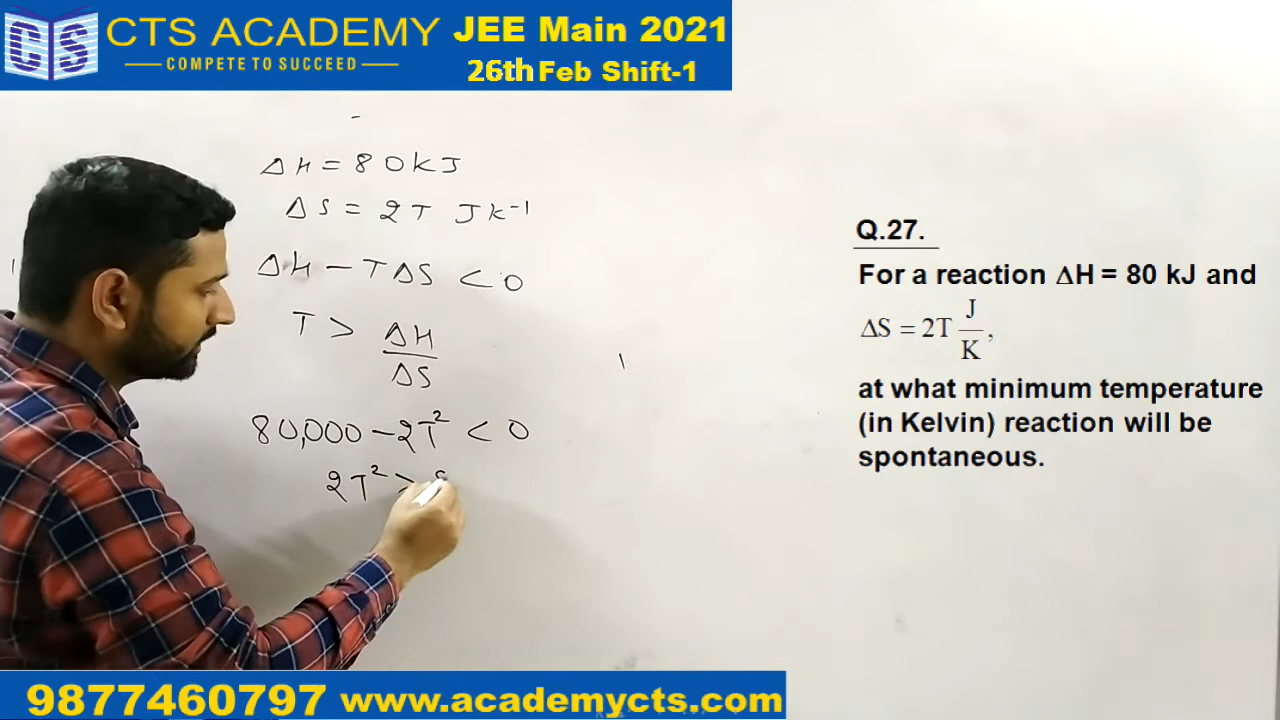 CTS ACADEMY
COMPETE TO SUCCEED
CS
JEE Main 2021
26th Feb Shift-1
ΔH = 80 kJ
ΔS = 2T JK⁻¹
ΔH - TΔS < 0
T > ΔH/ΔS
80,000 - 2T² < 0
2T² >
Q.27.
For a reaction ΔH = 80 kJ and
ΔS = 2T J/K,
at what minimum temperature
(in Kelvin) reaction will be
spontaneous.
9877460797 www.academycts.com